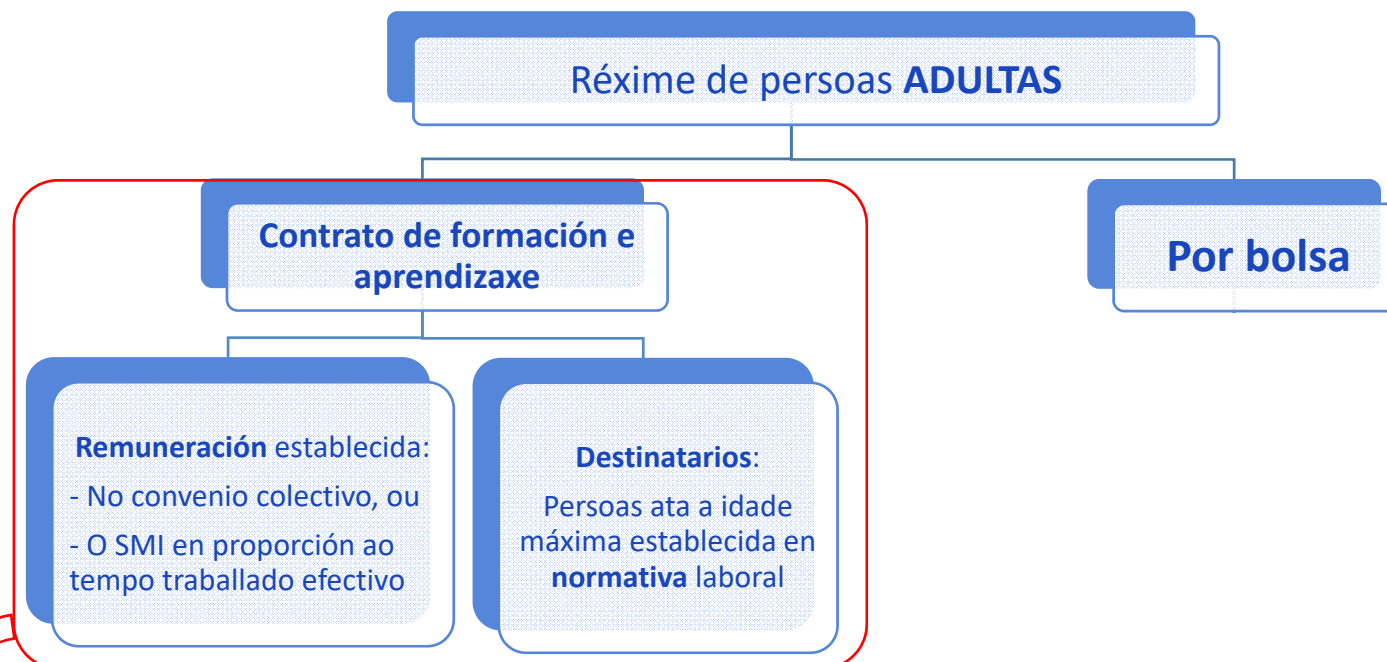 Réxime de persoas ADULTAS
Contrato de formación e
aprendizaxe
Por bolsa
Remuneración establecida:
- No convenio colectivo, ou
- O SMI en proporción ao
tempo traballado efectivo
Destinatarios:
Persoas ata a idade
máxima establecida en
normativa laboral